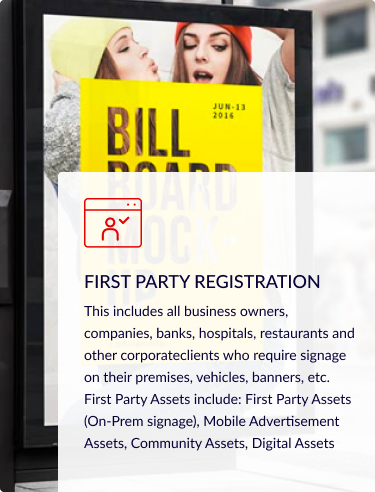 JUN-13
2016
BILL
BOARD
MOCK-
UP
FIRST PARTY REGISTRATION
This includes all business owners,
companies, banks, hospitals, restaurants and
other corporateclients who require signage
on their premises, vehicles, banners, etc.
First Party Assets include: First Party Assets
(On-Prem signage), Mobile Advertisement
Assets, Community Assets, Digital Assets